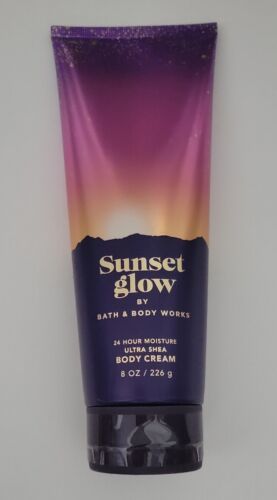 Sunset
glow
BY
BATH & BODY WORKS
24 HOUR MOISTURE
ULTRA SHEA
BODY CREAM
8 OZ / 226 g